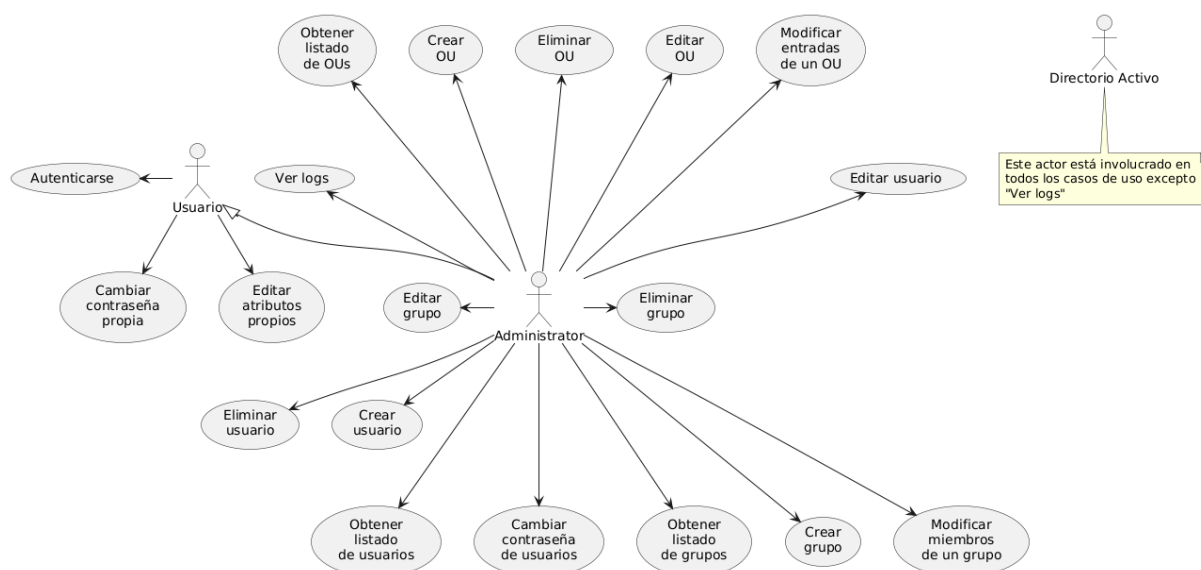 Obtener
listado
de OUs
Crear
OU
Eliminar
OU
Editar
OU
Modificar
entradas
de un OU
Directorio Activo
Este actor está involucrado en
todos los casos de uso excepto
"Ver logs"
Autenticarse
Usuario
Ver logs
Editar usuario
Cambiar
contraseña
propia
Editar
atributos
propios
Editar
grupo
Administrator
Eliminar
grupo
Eliminar
usuario
Crear
usuario
Obtener
listado
de usuarios
Cambiar
contraseña
de usuarios
Obtener
listado
de grupos
Crear
grupo
Modificar
miembros
de un grupo